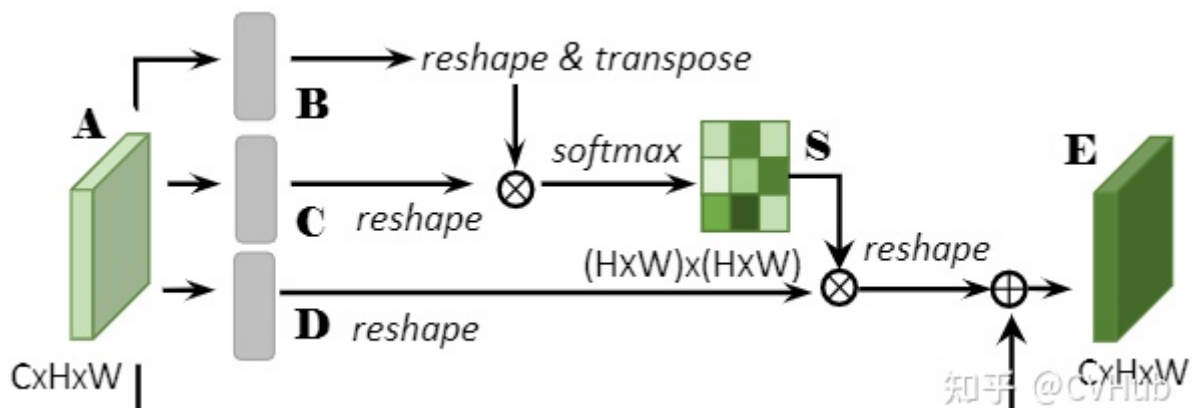 reshape & transpose
B
A
softmax
S
E
C
reshape
reshape
(HxW)x(HxW)
D
reshape
CxHxW
CxHxW
知乎 @CVHub